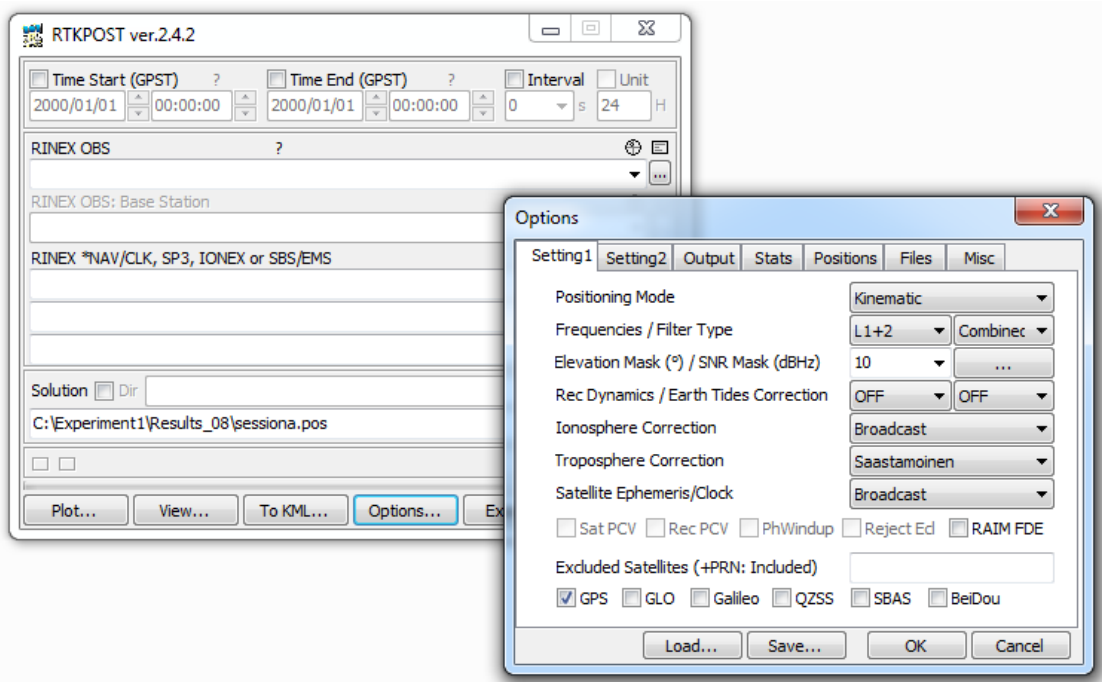 RTKPOST ver.2.4.2
Time Start (GPST) ? Time End (GPST) ? Interval Unit
2000/01/01 00:00:00 2000/01/01 00:00:00 0 s 24 H
RINEX OBS ?
...
RINEX OBS: Base Station
RINEX *NAV/CLK, SP3, IONEX or SBS/EMS
Solution Dir
C:\Experiment1\Results_08\sessiona.pos
Plot... View... To KML... Options... Ex
Options
Setting1 Setting2 Output Stats Positions Files Misc
Positioning Mode Kinematic
Frequencies / Filter Type L1+2 Combined
Elevation Mask (°) / SNR Mask (dBHz) 10 ...
Rec Dynamics / Earth Tides Correction OFF OFF
Ionosphere Correction Broadcast
Troposphere Correction Saastamoinen
Satellite Ephemeris/Clock Broadcast
Sat PCV Rec PCV PhWindup Reject Ecl RAIM FDE
Excluded Satellites (+PRN: Included)
GPS GLO Galileo QZSS SBAS BeiDou
Load... Save... OK Cancel